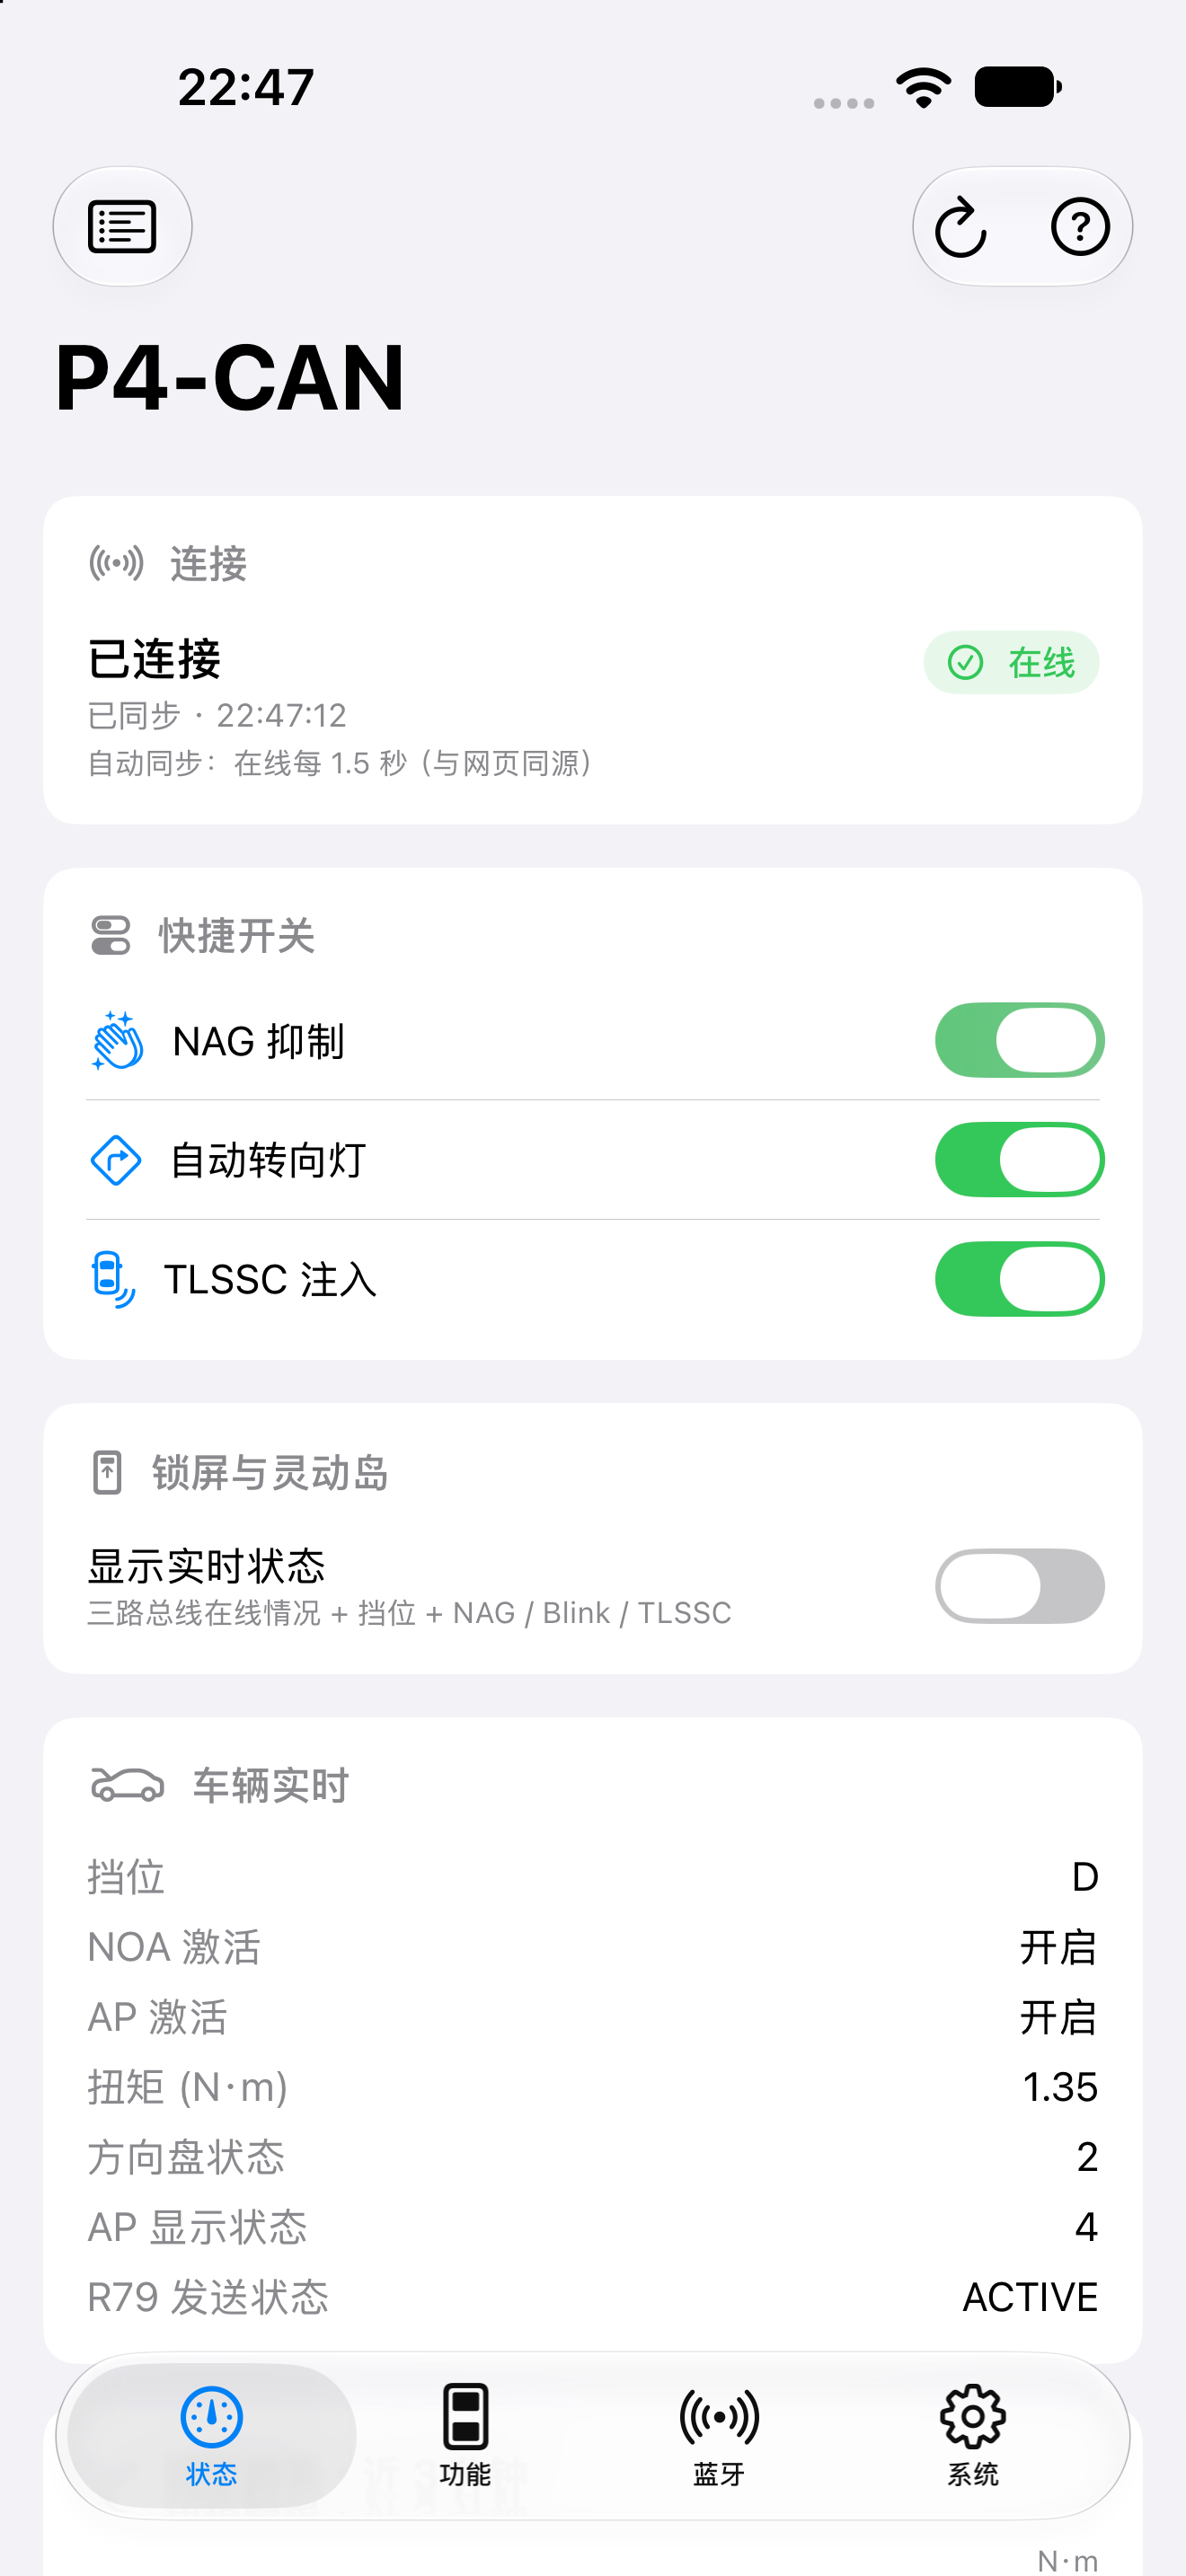 22:47
P4-CAN
连接
已连接
在线
已同步 · 22:47:12
自动同步：在线每 1.5 秒（与网页同源）
快捷开关
NAG 抑制
自动转向灯
TLSSC 注入
锁屏与灵动岛
显示实时状态
三路总线在线情况 + 挡位 + NAG / Blink / TLSSC
车辆实时
挡位 D
NOA 激活 开启
AP 激活 开启
扭矩 (N·m) 1.35
方向盘状态 2
AP 显示状态 4
R79 发送状态 ACTIVE
状态 功能 蓝牙 系统
N·m